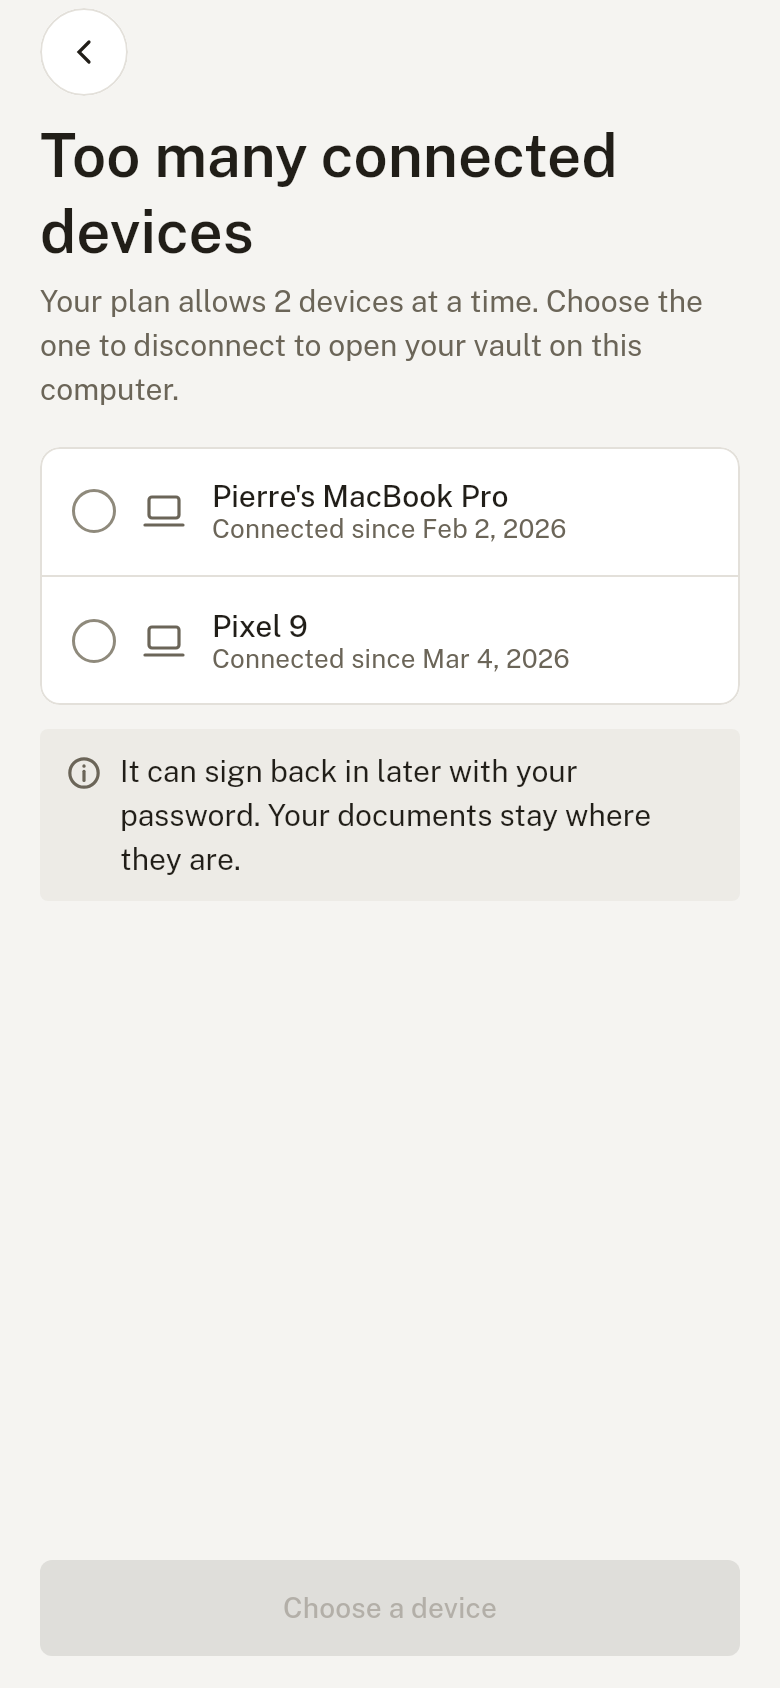 Too many connected
devices
Your plan allows 2 devices at a time. Choose the
one to disconnect to open your vault on this
computer.
Pierre's MacBook Pro
Connected since Feb 2, 2026
Pixel 9
Connected since Mar 4, 2026
It can sign back in later with your
password. Your documents stay where
they are.
Choose a device